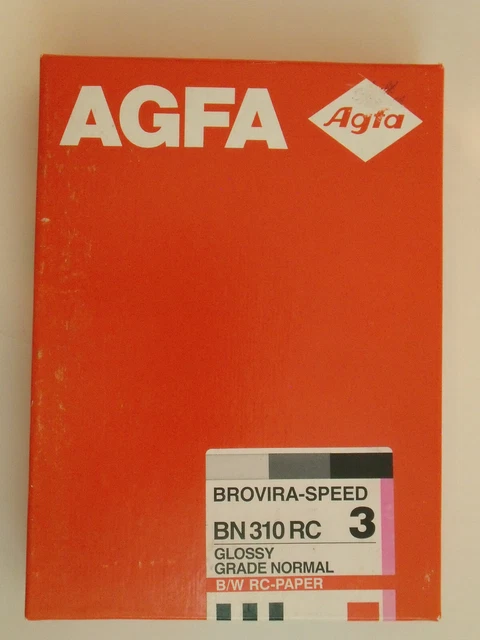 AGFA
Agfa
BROVIRA-SPEED
BN 310 RC 3
GLOSSY
GRADE NORMAL
B/W RC-PAPER